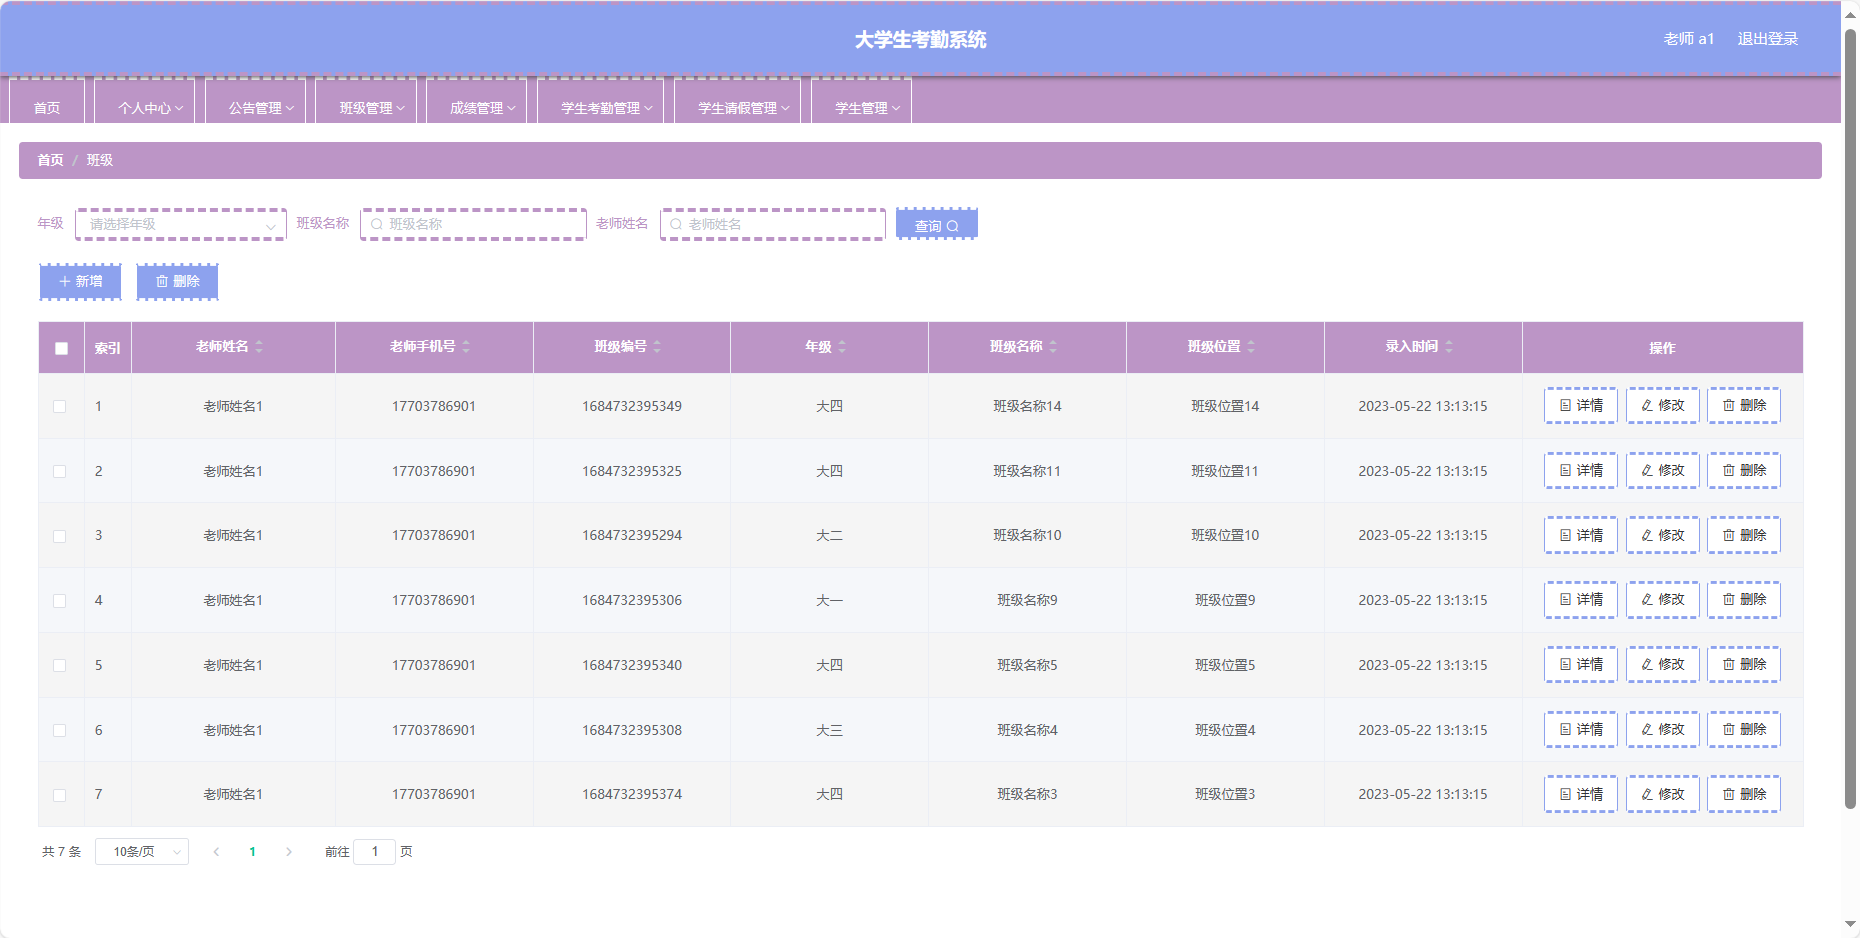 大学生考勤系统
老师 a1 退出登录
首页 个人中心 公告管理 班级管理 成绩管理 学生考勤管理 学生请假管理 学生管理
首页 / 班级
年级 请选择年级 班级名称 班级名称 老师姓名 老师姓名 查询
新增 删除
索引 老师姓名 老师手机号 班级编号 年级 班级名称 班级位置 录入时间 操作
1 老师姓名1 17703786901 1684732395349 大四 班级名称14 班级位置14 2023-05-22 13:13:15 详情 修改 删除
2 老师姓名1 17703786901 1684732395325 大四 班级名称11 班级位置11 2023-05-22 13:13:15 详情 修改 删除
3 老师姓名1 17703786901 1684732395294 大二 班级名称10 班级位置10 2023-05-22 13:13:15 详情 修改 删除
4 老师姓名1 17703786901 1684732395306 大一 班级名称9 班级位置9 2023-05-22 13:13:15 详情 修改 删除
5 老师姓名1 17703786901 1684732395340 大四 班级名称5 班级位置5 2023-05-22 13:13:15 详情 修改 删除
6 老师姓名1 17703786901 1684732395308 大三 班级名称4 班级位置4 2023-05-22 13:13:15 详情 修改 删除
7 老师姓名1 17703786901 1684732395374 大四 班级名称3 班级位置3 2023-05-22 13:13:15 详情 修改 删除
共 7 条 10条/页 1 前往 1 页